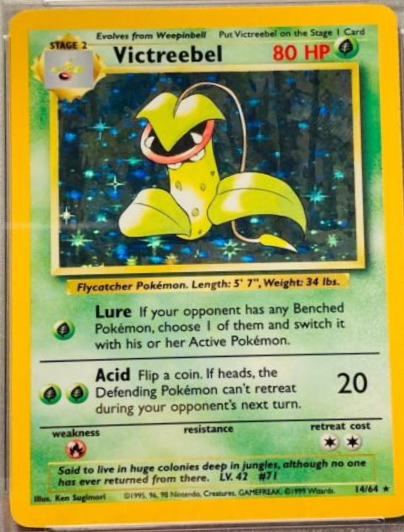 Evolves from Weepinbell Put Victreebel on the Stage 1 Card
STAGE 2
Victreebel 80 HP
Flycatcher Pokémon. Length: 5' 7", Weight: 34 lbs.
Lure If your opponent has any Benched
Pokémon, choose 1 of them and switch it
with his or her Active Pokémon.
Acid Flip a coin. If heads, the
Defending Pokémon can't retreat
during your opponent's next turn.
20
weakness resistance retreat cost
Said to live in huge colonies deep in jungles, although no one
has ever returned from there. LV. 42 #71
Illus. Ken Sugimori ©1995, 96, 98 Nintendo, Creatures, GAMEFREAK. ©1999 Wizards. 14/64 ★